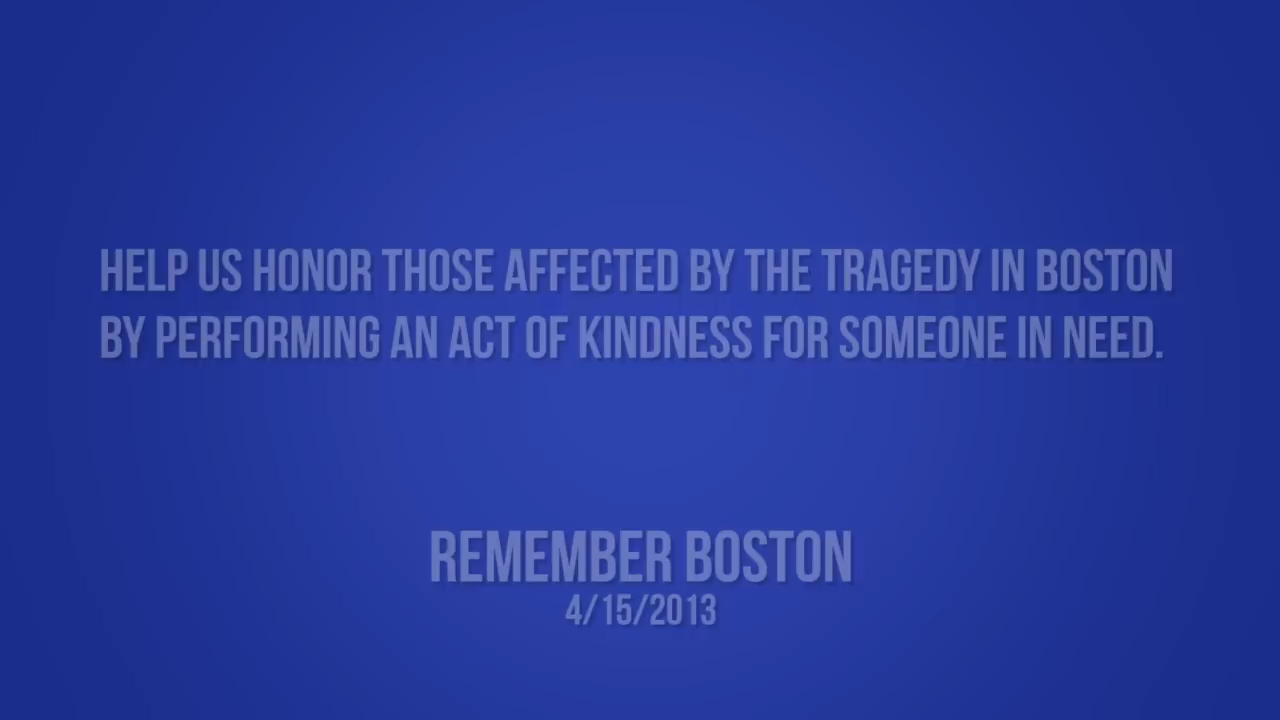 HELP US HONOR THOSE AFFECTED BY THE TRAGEDY IN BOSTON
BY PERFORMING AN ACT OF KINDNESS FOR SOMEONE IN NEED.
REMEMBER BOSTON
4/15/2013